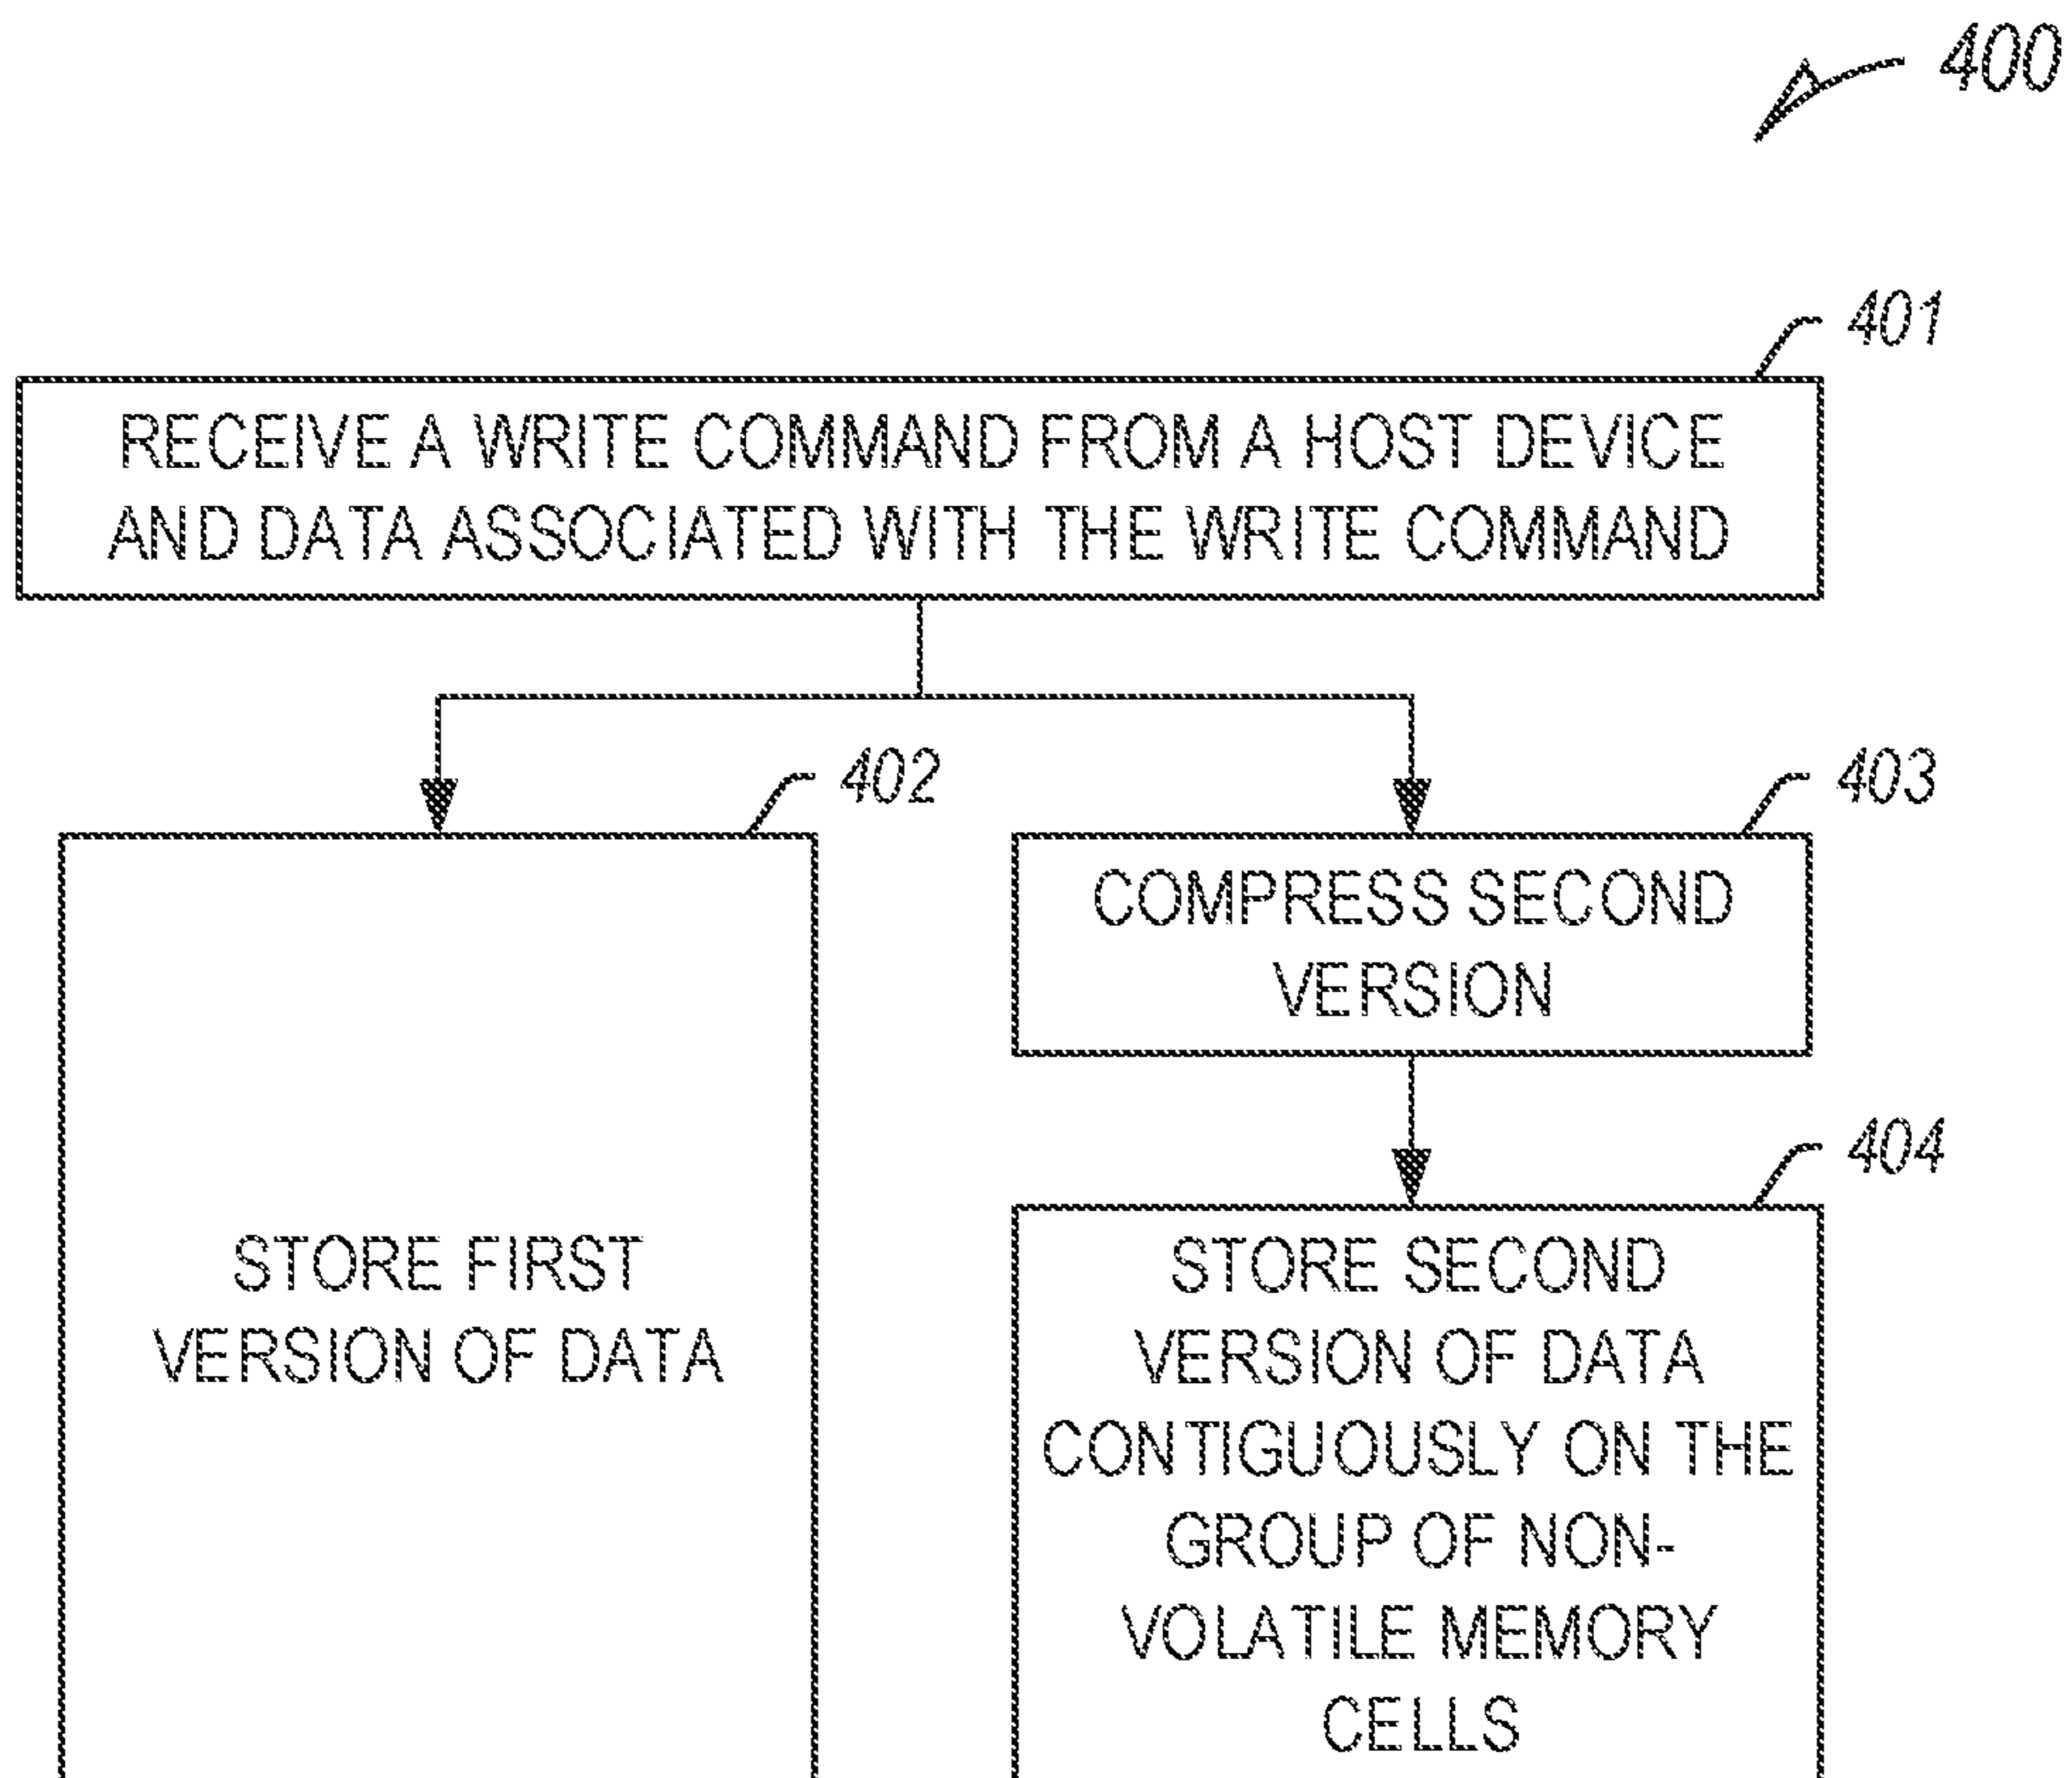 400
401
RECEIVE A WRITE COMMAND FROM A HOST DEVICE
AND DATA ASSOCIATED WITH THE WRITE COMMAND
402
403
COMPRESS SECOND
VERSION
404
STORE FIRST
VERSION OF DATA
STORE SECOND
VERSION OF DATA
CONTIGUOUSLY ON THE
GROUP OF NON-
VOLATILE MEMORY
CELLS